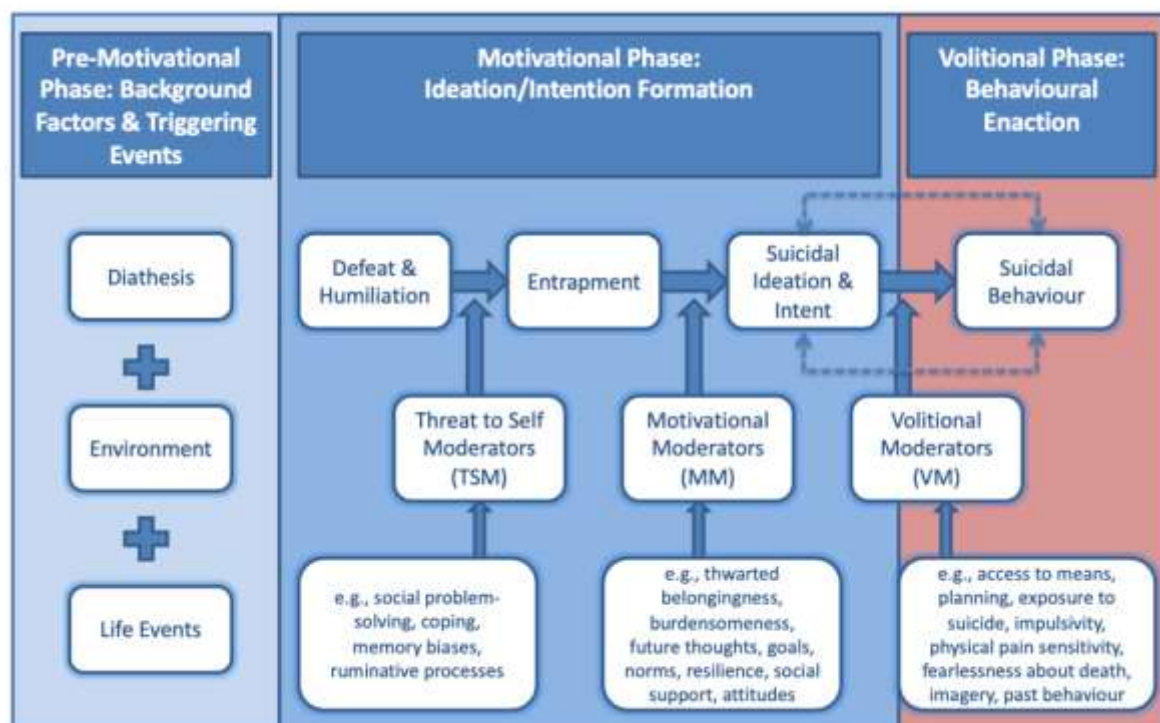 Pre-Motivational
Phase: Background
Factors & Triggering
Events
Motivational Phase:
Ideation/Intention Formation
Volitional Phase:
Behavioural
Enaction
Diathesis
Environment
Life Events
Defeat &
Humiliation
Entrapment
Suicidal
Ideation &
Intent
Suicidal
Behaviour
Threat to Self
Moderators
(TSM)
Motivational
Moderators
(MM)
Volitional
Moderators
(VM)
e.g., social problem-
solving, coping,
memory biases,
ruminative processes
e.g., thwarted
belongingness,
burdensomeness,
future thoughts, goals,
norms, resilience, social
support, attitudes
e.g., access to means,
planning, exposure to
suicide, impulsivity,
physical pain sensitivity,
fearlessness about death,
imagery, past behaviour